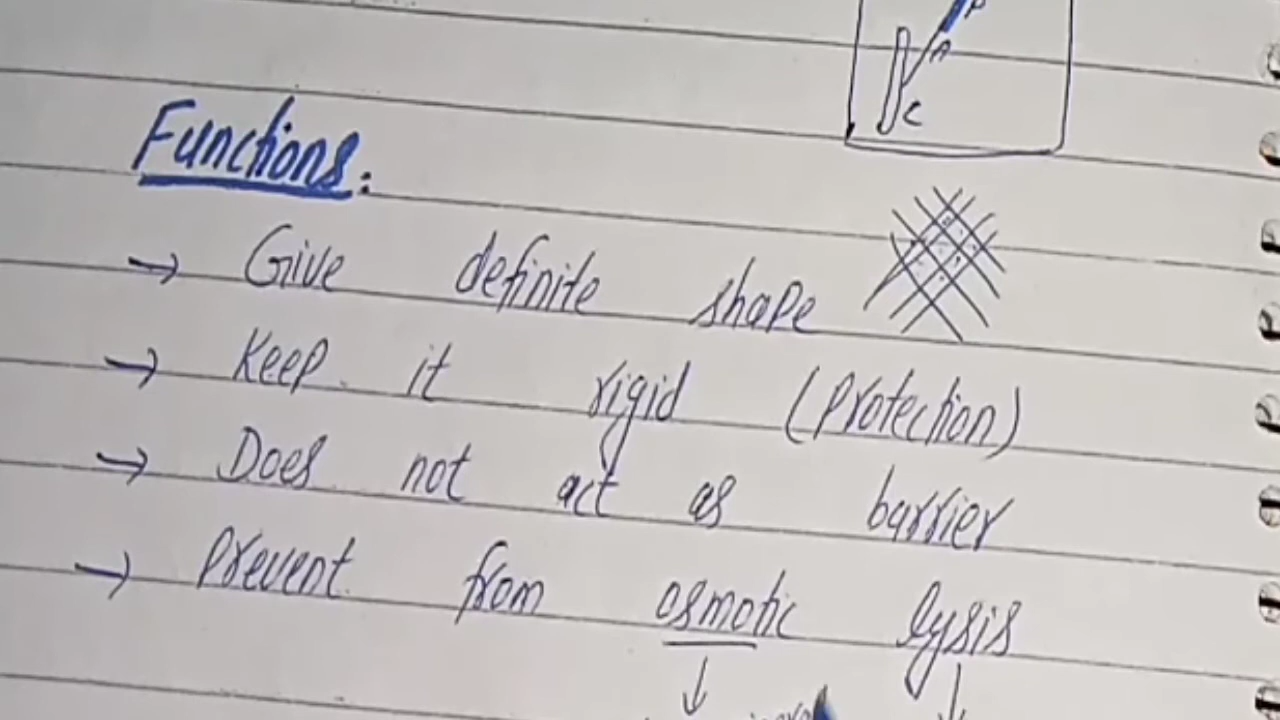 A
C
Functions:
→ Give definite shape
→ Keep it rigid (Protection)
→ Does not act as barrier
→ Prevent from osmotic lysis